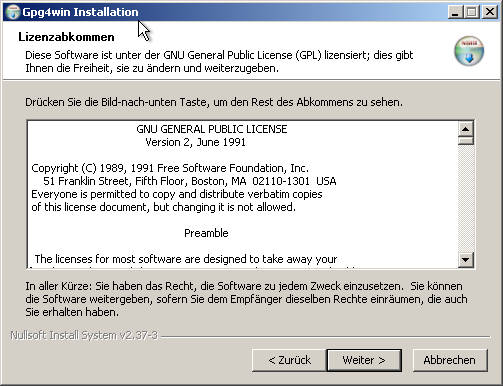 Gpg4win Installation
Lizenzabkommen
Diese Software ist unter der GNU General Public License (GPL) lizensiert; dies gibt
Ihnen die Freiheit, sie zu ändern und weiterzugeben.
Drücken Sie die Bild-nach-unten Taste, um den Rest des Abkommens zu sehen.
GNU GENERAL PUBLIC LICENSE
Version 2, June 1991
Copyright (C) 1989, 1991 Free Software Foundation, Inc.
51 Franklin Street, Fifth Floor, Boston, MA 02110-1301 USA
Everyone is permitted to copy and distribute verbatim copies
of this license document, but changing it is not allowed.
Preamble
The licenses for most software are designed to take away your
In aller Kürze: Sie haben das Recht, die Software zu jedem Zweck einzusetzen. Sie können
die Software weitergeben, sofern Sie dem Empfänger dieselben Rechte einräumen, die auch
Sie erhalten haben.
Nullsoft Install System v2.37-3
< Zurück
Weiter >
Abbrechen